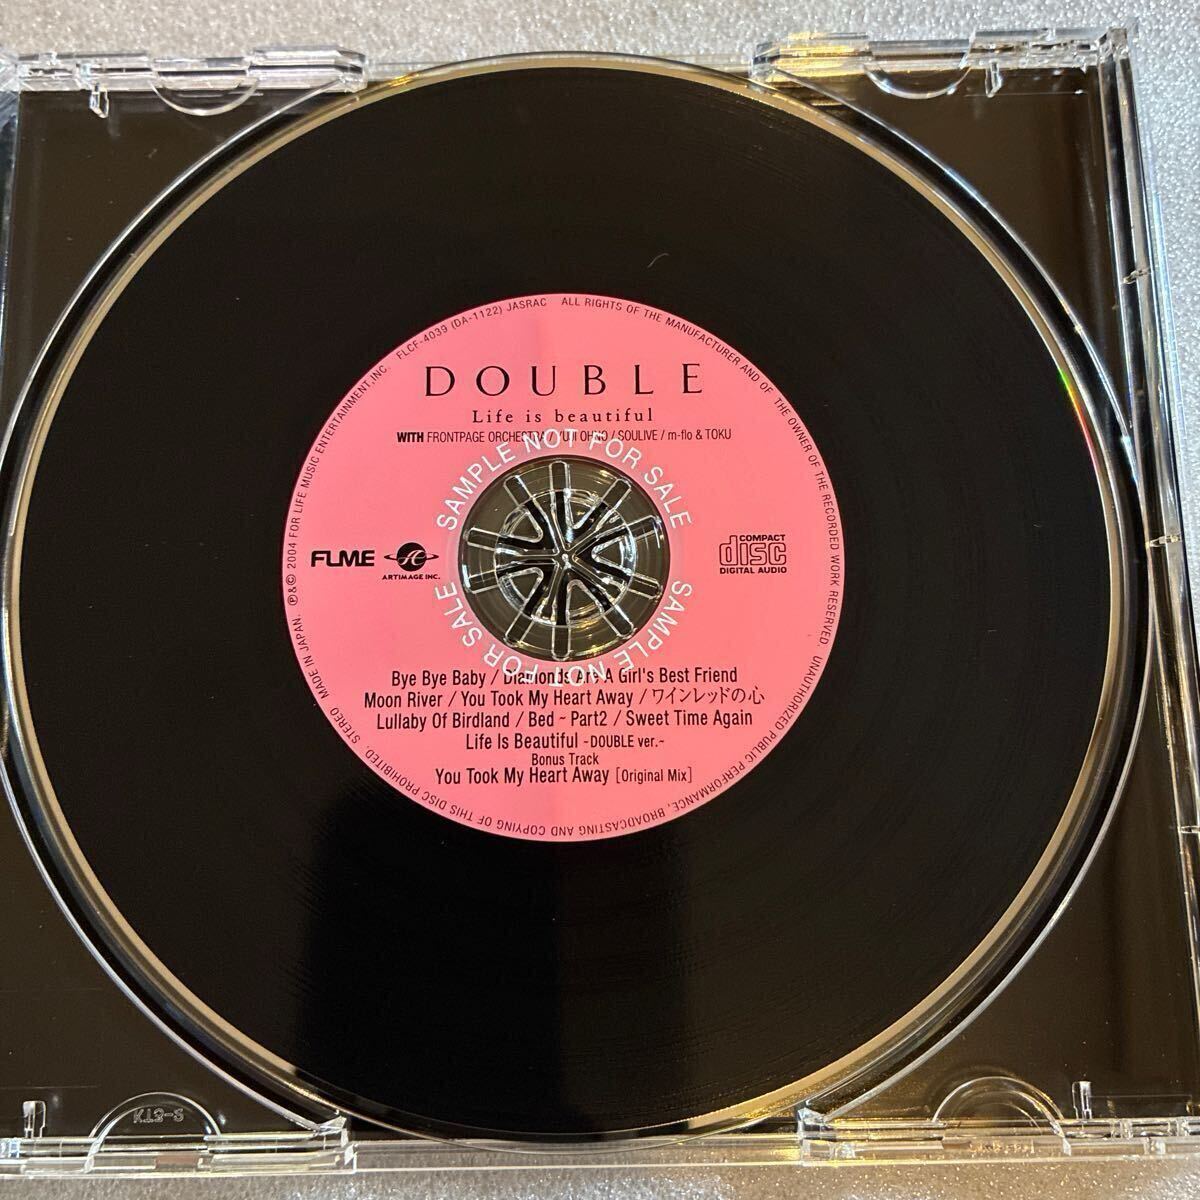 FLCF-4039 (DA-1122) JASRAC ALL RIGHTS OF THE MANUFACTURER AND OF THE OWNER OF THE RECORDED WORK RESERVED. UNAUTHORIZED PUBLIC PERFORMANCE, BROADCASTING AND COPYING OF THIS DISC PROHIBITED. STEREO MADE IN JAPAN. ℗&© 2004 FOR LIFE MUSIC ENTERTAINMENT, INC
DOUBLE
Life is beautiful
WITH FRONTPAGE ORCHESTRA / YUJI OHNO / SOULIVE / m-flo & TOKU
SAMPLE NOT FOR SALE
SAMPLE NOT FOR SALE
FLME
ARTIMAGE INC.
COMPACT
disc
DIGITAL AUDIO
Bye Bye Baby / Diamonds Are A Girl's Best Friend
Moon River / You Took My Heart Away / ワインレッドの心
Lullaby Of Birdland / Bed ~ Part2 / Sweet Time Again
Life Is Beautiful -DOUBLE ver.~
Bonus Track
You Took My Heart Away [Original Mix]